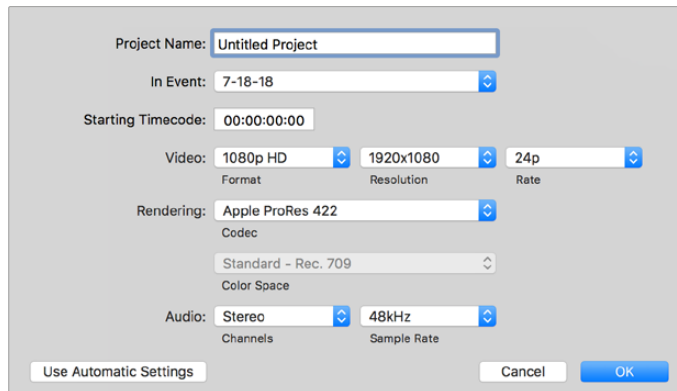 Project Name: Untitled Project
In Event: 7-18-18
Starting Timecode: 00:00:00:00
Video: 1080p HD 1920x1080 24p
Format Resolution Rate
Rendering: Apple ProRes 422
Codec
Standard - Rec. 709
Color Space
Audio: Stereo 48kHz
Channels Sample Rate
Use Automatic Settings Cancel OK